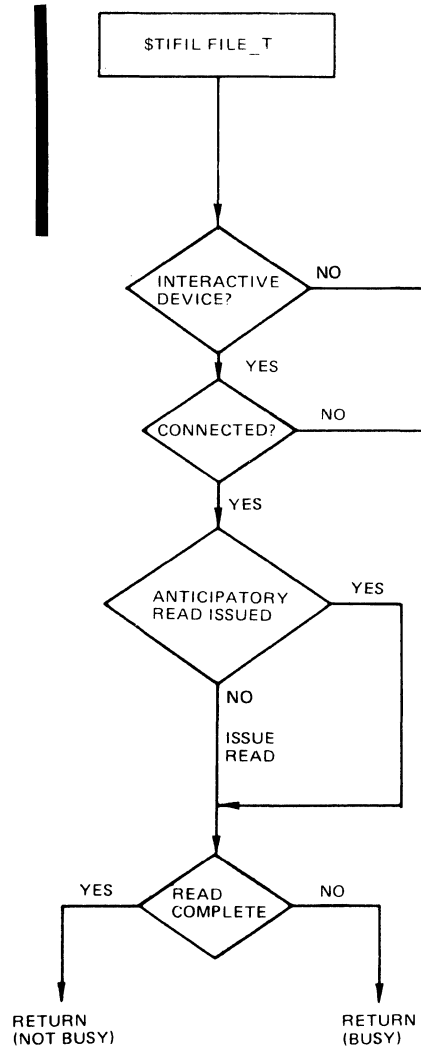 $TIFIL FILE_T
INTERACTIVE
DEVICE?
NO
YES
CONNECTED?
NO
YES
ANTICIPATORY
READ ISSUED
YES
NO
ISSUE
READ
YES
READ
COMPLETE
NO
RETURN
(NOT BUSY)
RETURN
(BUSY)